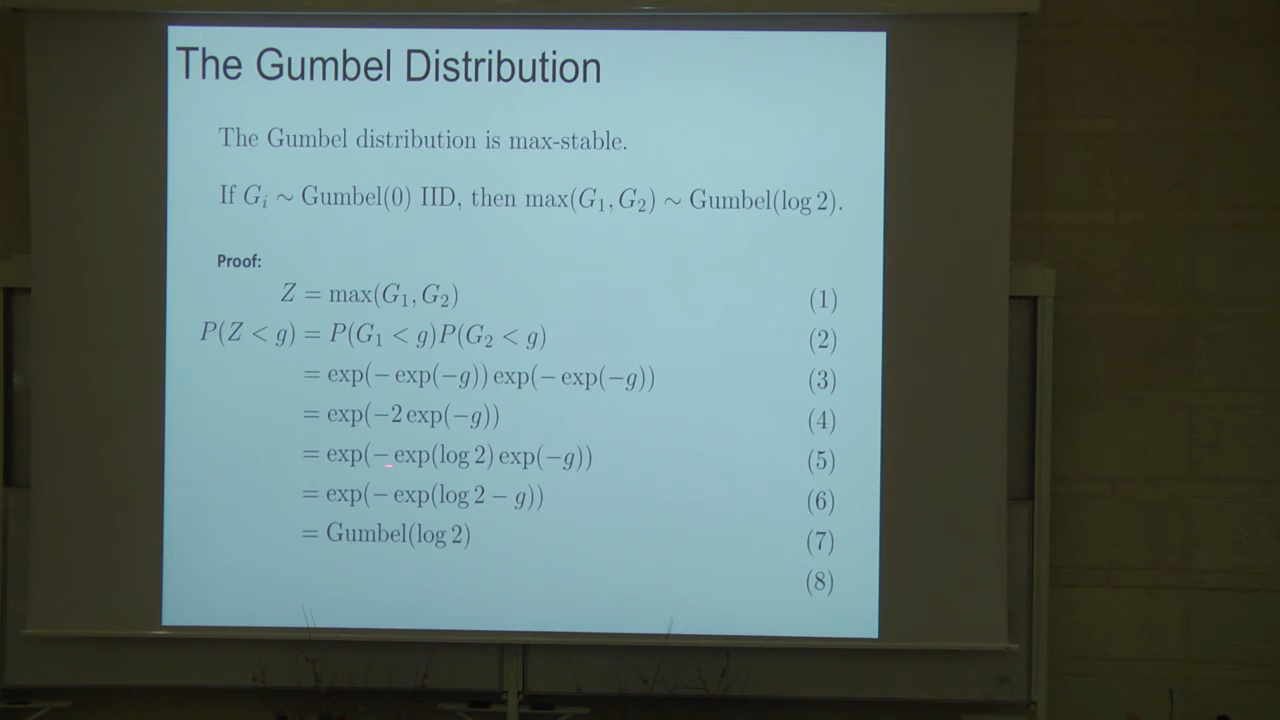 The Gumbel Distribution
The Gumbel distribution is max-stable.
If G_i ∼ Gumbel(0) IID, then max(G_1, G_2) ∼ Gumbel(log 2).
Proof:
Z = max(G_1, G_2) (1)
P(Z < g) = P(G_1 < g)P(G_2 < g) (2)
= exp(− exp(−g)) exp(− exp(−g)) (3)
= exp(−2 exp(−g)) (4)
= exp(− exp(log 2) exp(−g)) (5)
= exp(− exp(log 2 − g)) (6)
= Gumbel(log 2) (7)
(8)